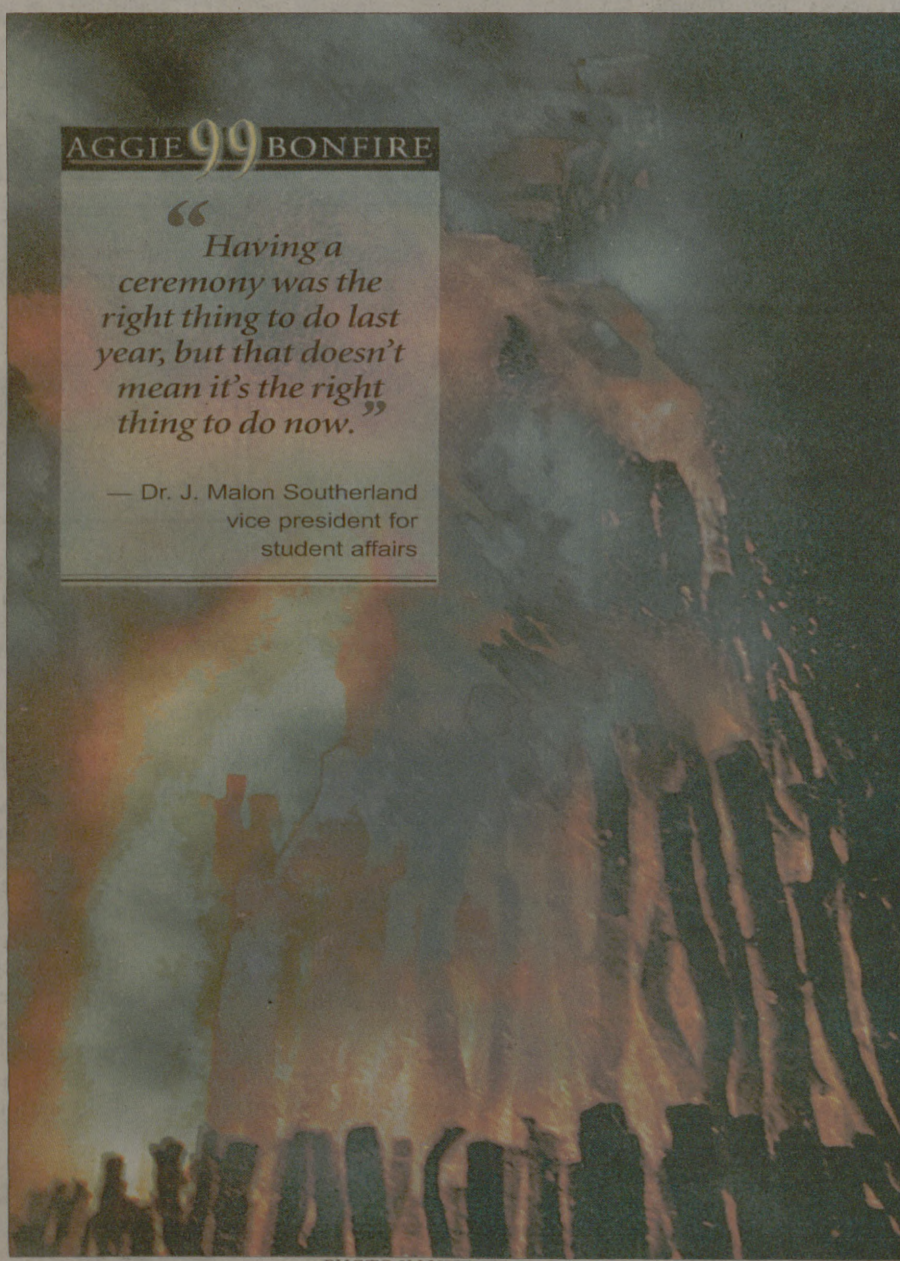 AGGIE 99 BONFIRE
“
Having a
ceremony was the
right thing to do last
year, but that doesn’t
mean it’s the right
thing to do now.”
— Dr. J. Malon Southerland
vice president for
student affairs